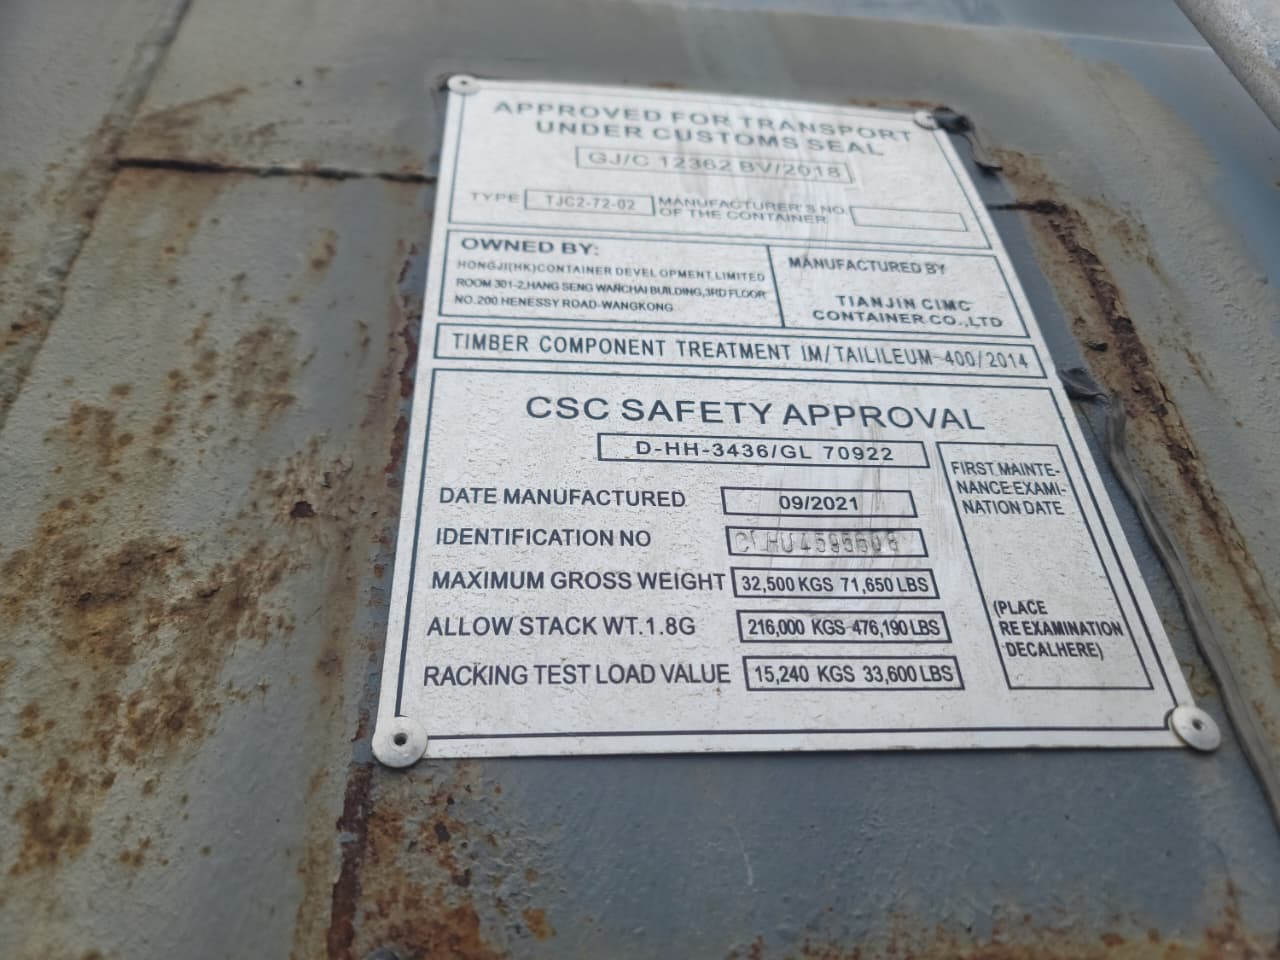 APPROVED FOR TRANSPORT
UNDER CUSTOMS SEAL
GJ/C 12362 BV/2018
TYPE TJC2-72-02 MANUFACTURER'S NO.
OF THE CONTAINER
OWNED BY:
HONGJI(HK)CONTAINER DEVELOPMENT.LIMITED
ROOM 301-2,HANG SENG WANCHAI BUILDING,3RD FLOOR
NO.200 HENESSY ROAD-WANGKONG
MANUFACTURED BY
TIANJIN CIMC
CONTAINER CO.,LTD
TIMBER COMPONENT TREATMENT IM/TAILILEUM-400/2014
CSC SAFETY APPROVAL
D-HH-3436/GL 70922
DATE MANUFACTURED 09/2021
IDENTIFICATION NO
MAXIMUM GROSS WEIGHT 32,500 KGS 71,650 LBS
ALLOW STACK WT.1.8G 216,000 KGS-476,190 LBS
RACKING TEST LOAD VALUE 15,240 KGS 33,600 LBS
FIRST MAINTE-
NANCE EXAMI-
NATION DATE
(PLACE
RE EXAMINATION
DECALHERE)